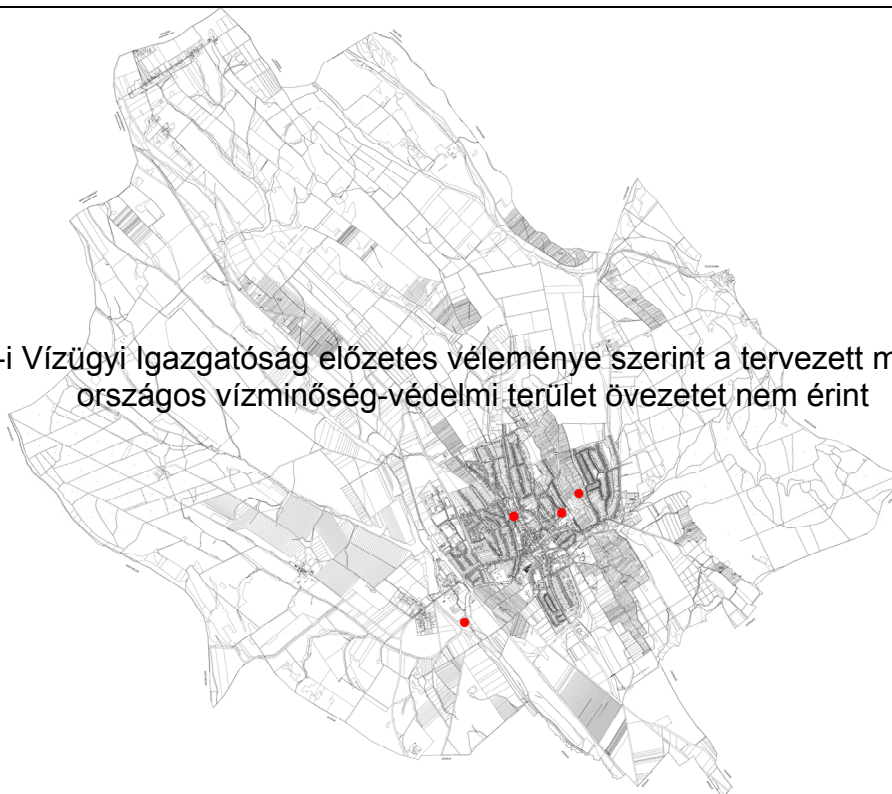 -i Vízügyi Igazgatóság előzetes véleménye szerint a tervezett
országos vízminőség-védelmi terület övezetet nem érint